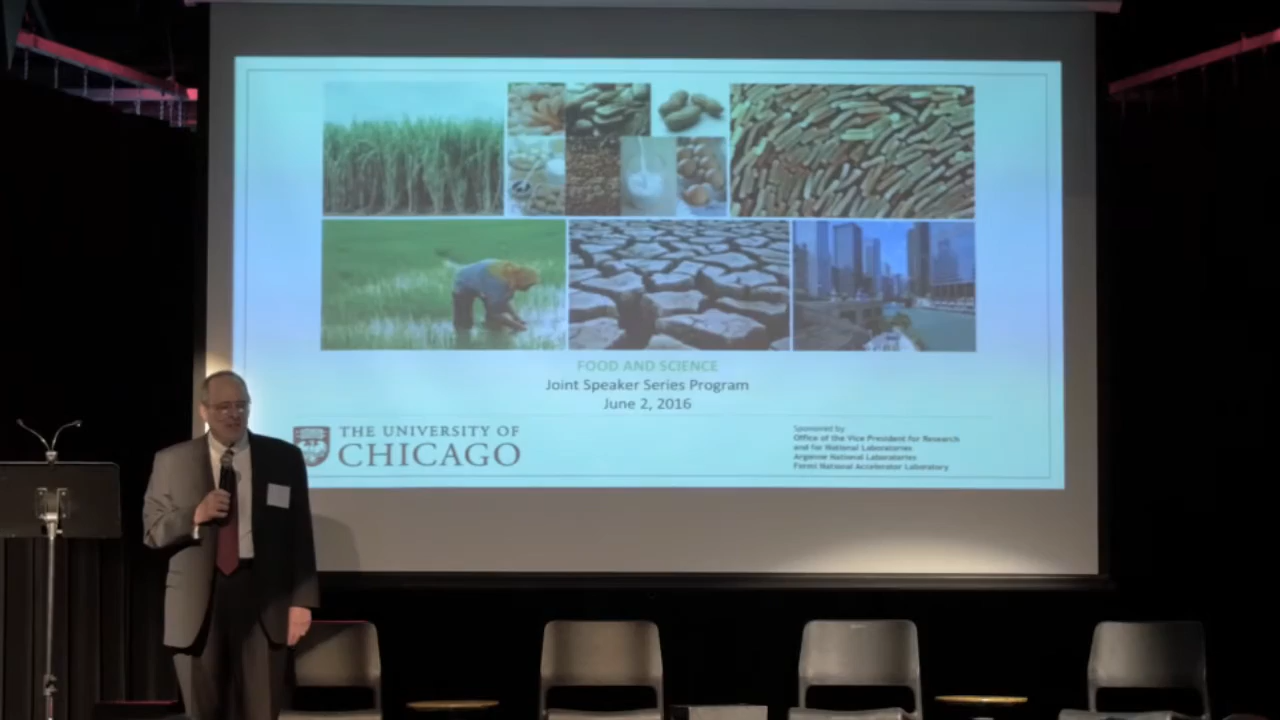 FOOD AND SCIENCE
Joint Speaker Series Program
June 2, 2016
THE UNIVERSITY OF
CHICAGO
Sponsored by
Office of the Vice President for Research
and for National Laboratories
Argonne National Laboratories
Fermi National Accelerator Laboratory